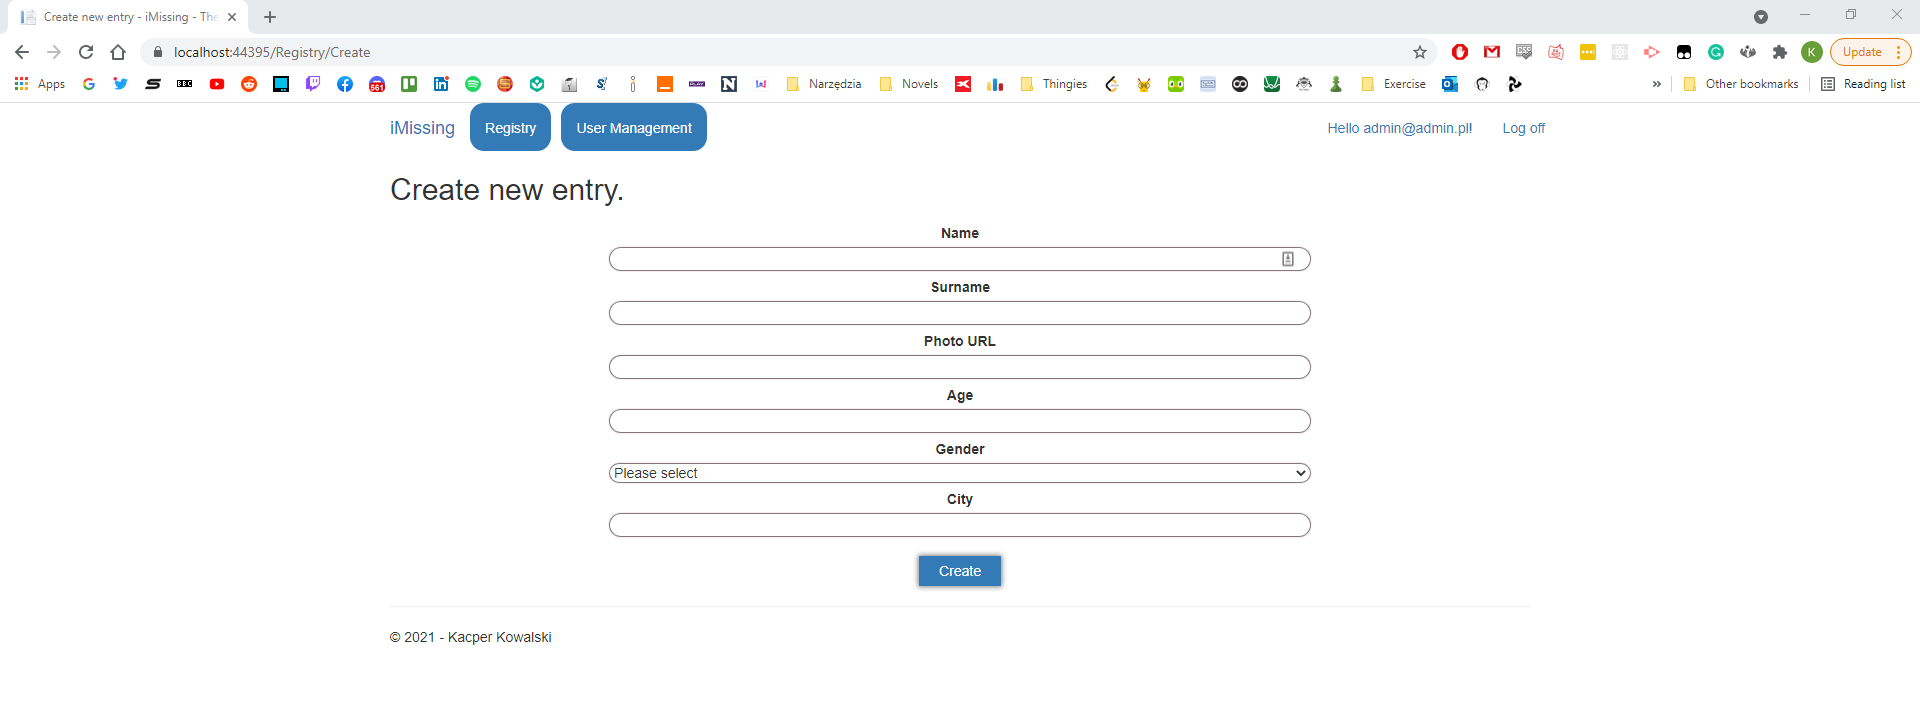 Create new entry - iMissing - The
localhost:44395/Registry/Create
K
Update
Apps
BBC
561
Narzędzia
Novels
Thingies
Exercise
»
Other bookmarks
Reading list
iMissing
Registry
User Management
Hello admin@admin.pl!
Log off
Create new entry.
Name
Surname
Photo URL
Age
Gender
Please select
City
Create
© 2021 - Kacper Kowalski